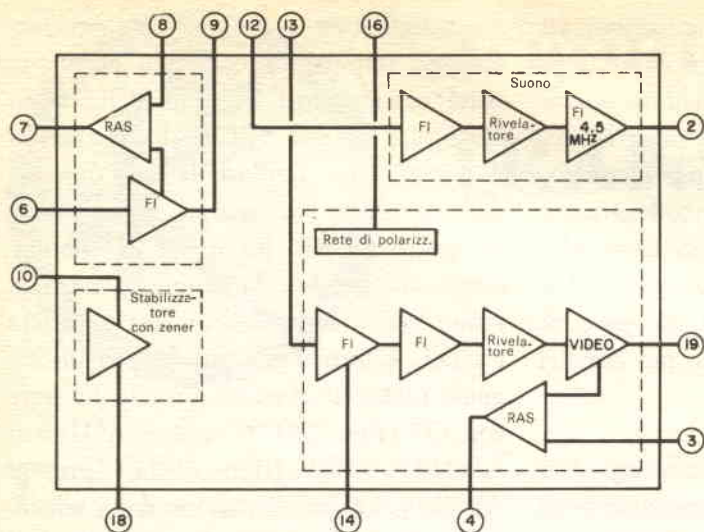 8
9
12
13
16
7
RAS
6
FI
10
Stabilizza-
tore
con zener
18
Suono
FI
Rivela-
tore
FI
4,5
MHz
2
Rete di polarizz.
FI
FI
Rivela-
tore
VIDEO
19
RAS
3
14
4